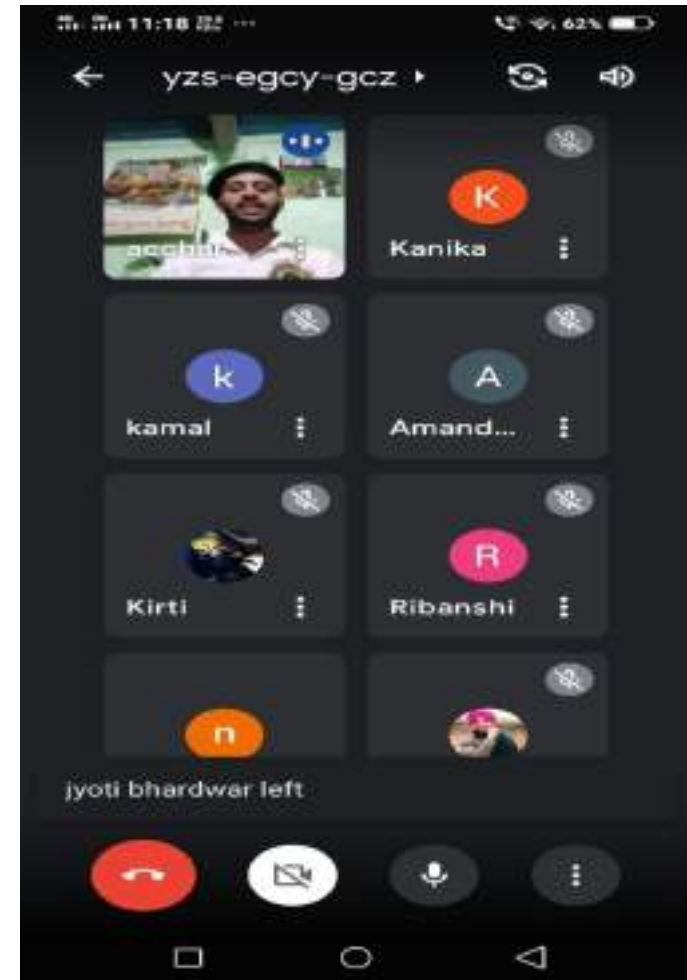 11:18
62%
yzs-egcy-gcz
K
Kanika
k
kamal
A
Amand...
Kirti
R
Ribanshi
n
jyoti bhardwar left